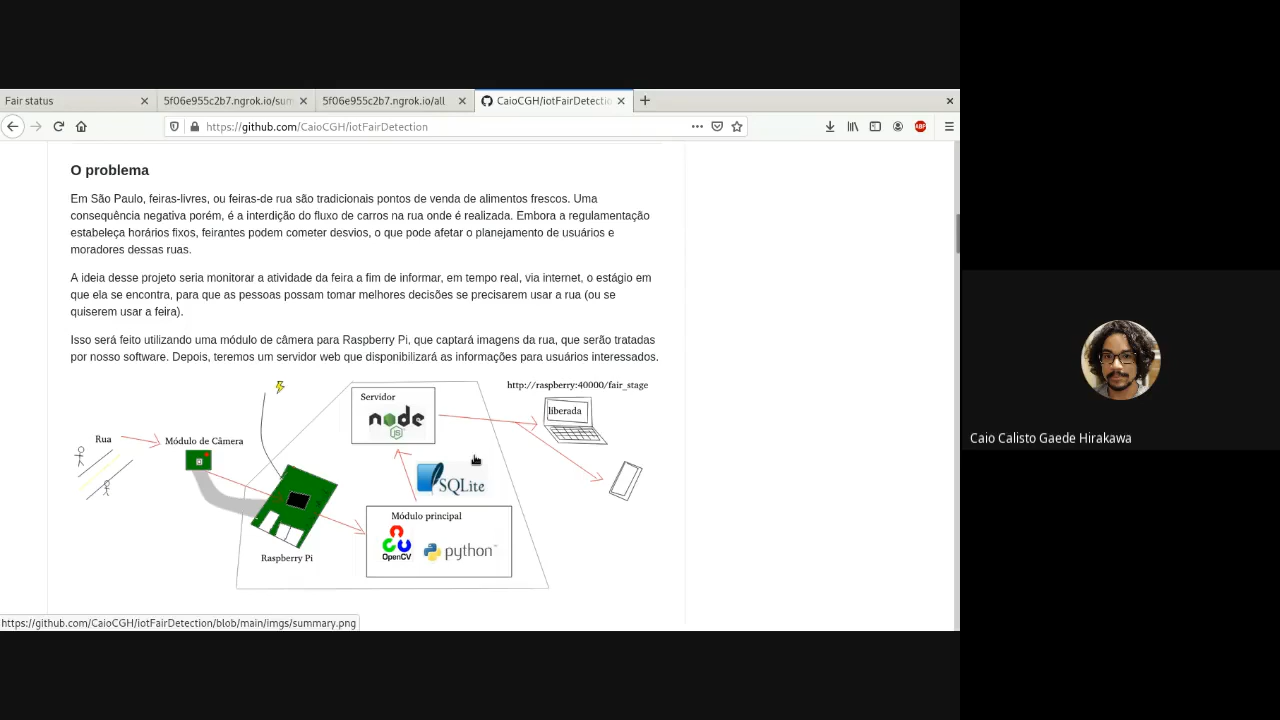 Fair status
5f06e955c2b7.ngrok.io/sum
5f06e955c2b7.ngrok.io/all
CaioCGH/iotFairDetectio
https://github.com/CaioCGH/iotFairDetection
ABP
O problema
Em São Paulo, feiras-livres, ou feiras-de rua são tradicionais pontos de venda de alimentos frescos. Uma
consequência negativa porém, é a interdição do fluxo de carros na rua onde é realizada. Embora a regulamentação
estabeleça horários fixos, feirantes podem cometer desvios, o que pode afetar o planejamento de usuários e
moradores dessas ruas.
A ideia desse projeto seria monitorar a atividade da feira a fim de informar, em tempo real, via internet, o estágio em
que ela se encontra, para que as pessoas possam tomar melhores decisões se precisarem usar a rua (ou se
quiserem usar a feira).
Isso será feito utilizando uma módulo de câmera para Raspberry Pi, que captará imagens da rua, que serão tratadas
por nosso software. Depois, teremos um servidor web que disponibilizará as informações para usuários interessados.
http://raspberry:40000/fair_stage
Servidor
node
JS
liberada
Rua
Módulo de Câmera
SQLite
Módulo principal
OpenCV
python
Raspberry Pi
Caio Calisto Gaede Hirakawa
https://github.com/CaioCGH/iotFairDetection/blob/main/imgs/summary.png